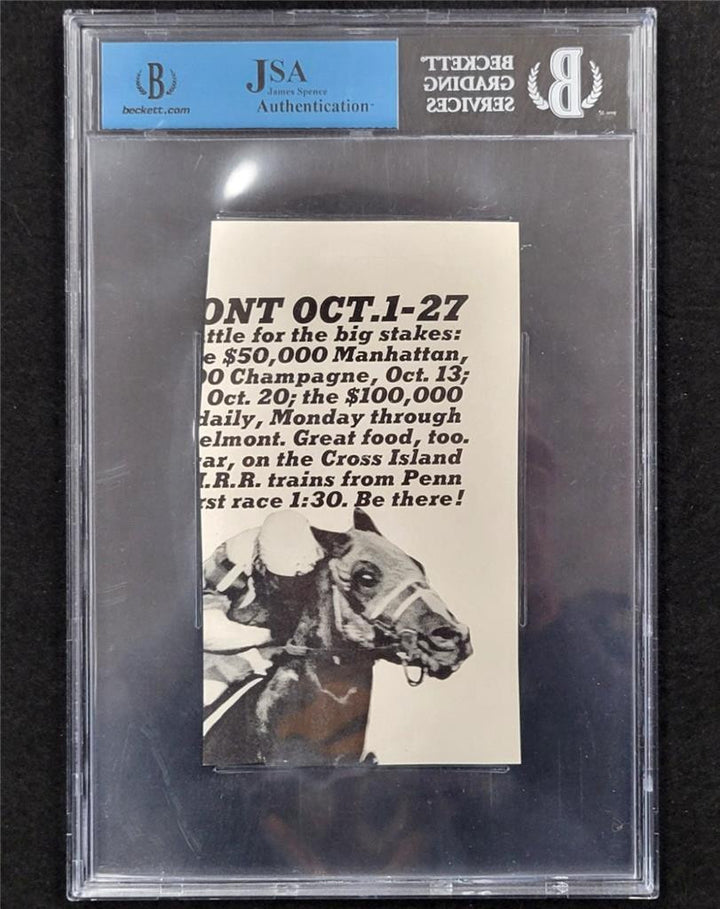 B
beckett.com
JSA
James Spence
Authentication
BECKETT
GRADING
SERVICES
B
ONT OCT.1-27
ttle for the big stakes:
e $50,000 Manhattan,
00 Champagne, Oct. 13;
Oct. 20; the $100,000
daily, Monday through
elmont. Great food, too.
ar, on the Cross Island
I.R.R. trains from Penn
rst race 1:30. Be there!